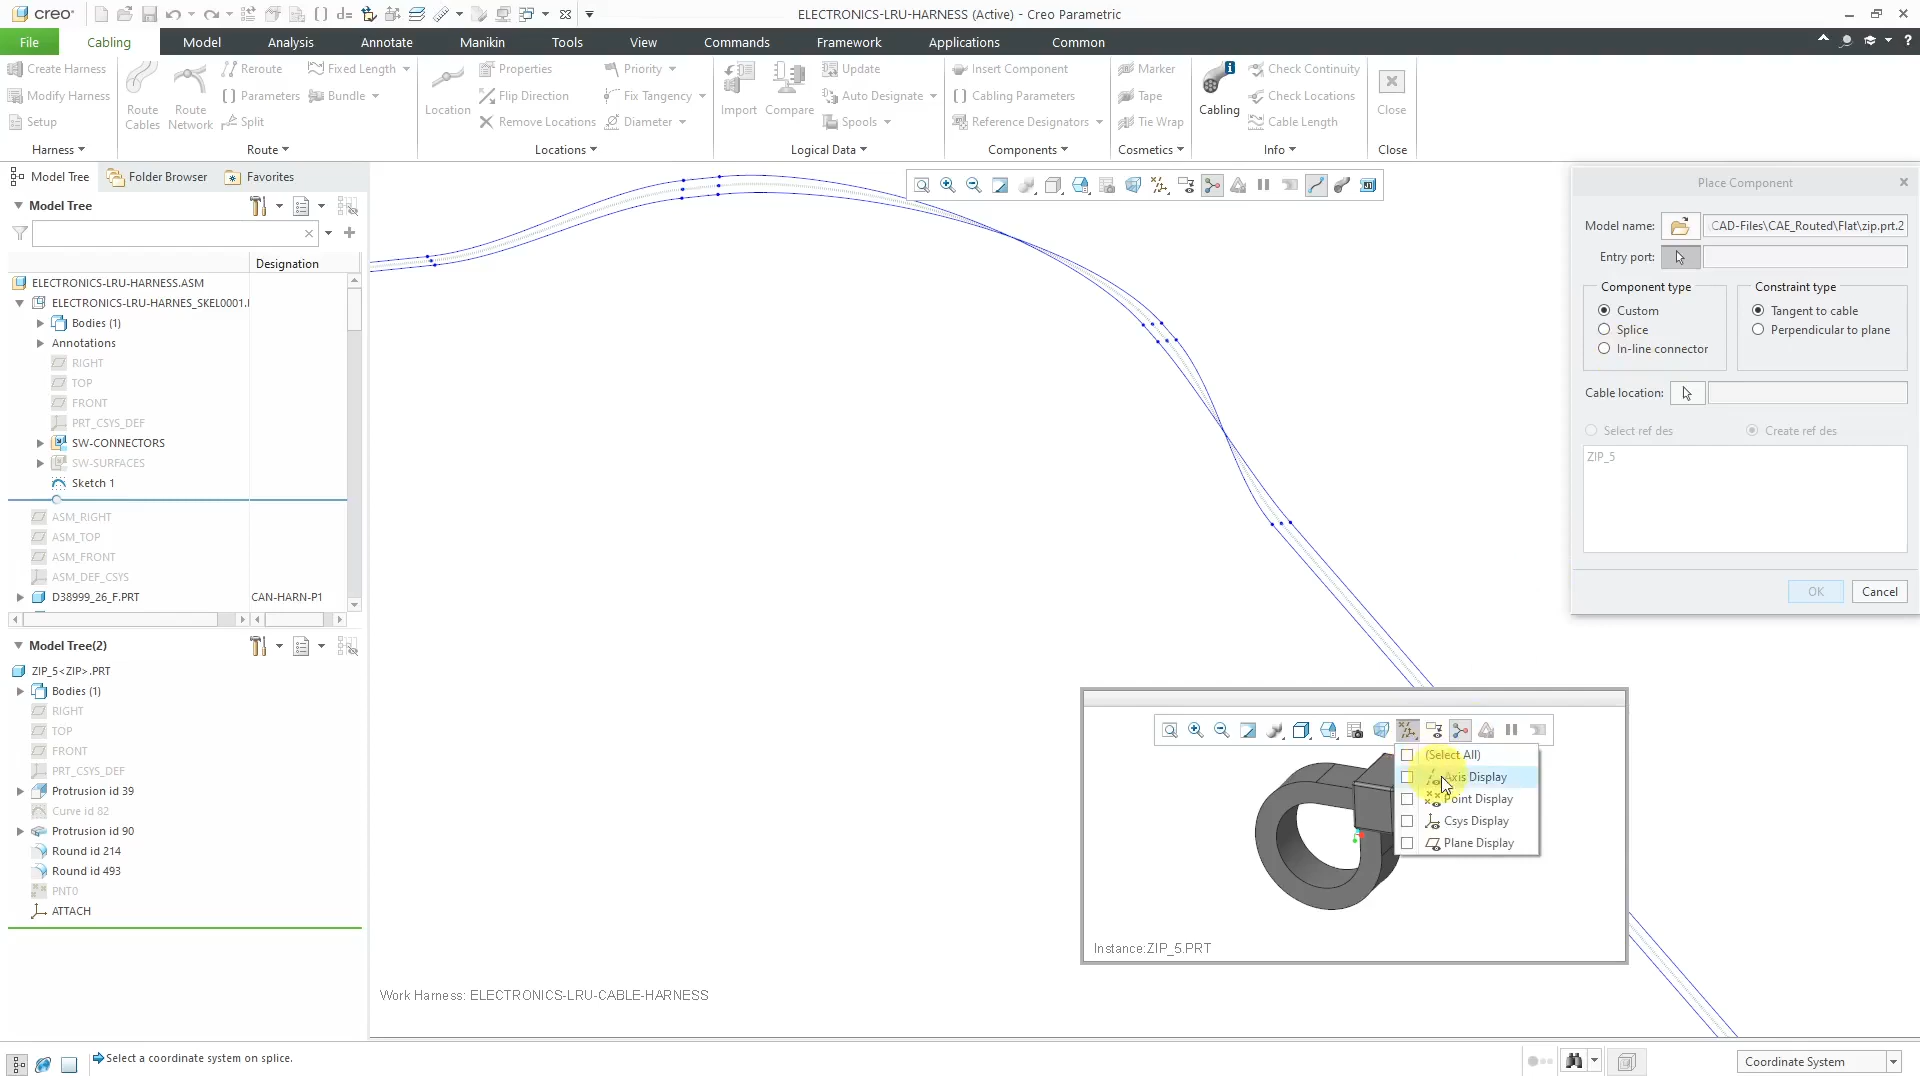 creo
d=
ELECTRONICS-LRU-HARNESS (Active) - Creo Parametric
File Cabling Model Analysis Annotate Manikin Tools View Commands Framework Applications Common
Create Harness
Modify Harness
Setup
Harness
Route Cables
Route Network
Reroute
Parameters
Split
Fixed Length
Bundle
Route
Location
Properties
Flip Direction
Remove Locations
Priority
Fix Tangency
Diameter
Locations
Import
Compare
Update
Auto Designate
Spools
Logical Data
Insert Component
Cabling Parameters
Reference Designators
Components
Marker
Tape
Tie Wrap
Cosmetics
Cabling
Check Continuity
Check Locations
Cable Length
Info
Close
Close
Model Tree Folder Browser Favorites
Model Tree
Designation
ELECTRONICS-LRU-HARNESS.ASM
ELECTRONICS-LRU-HARNES_SKEL0001.
Bodies (1)
Annotations
RIGHT
TOP
FRONT
PRT_CSYS_DEF
SW-CONNECTORS
SW-SURFACES
Sketch 1
ASM_RIGHT
ASM_TOP
ASM_FRONT
ASM_DEF_CSYS
D38999_26_F.PRT CAN-HARN-P1
Model Tree(2)
ZIP_5<ZIP>.PRT
Bodies (1)
RIGHT
TOP
FRONT
PRT_CSYS_DEF
Protrusion id 39
Curve id 82
Protrusion id 90
Round id 214
Round id 493
PNT0
ATTACH
Place Component
Model name: CAD-Files\CAE_Routed\Flat\zip.prt.2
Entry port:
Component type
Custom
Splice
In-line connector
Constraint type
Tangent to cable
Perpendicular to plane
Cable location:
Select ref des Create ref des
ZIP_5
OK Cancel
(Select All)
Axis Display
Point Display
Csys Display
Plane Display
Instance:ZIP_5.PRT
Work Harness: ELECTRONICS-LRU-CABLE-HARNESS
Select a coordinate system on splice.
Coordinate System